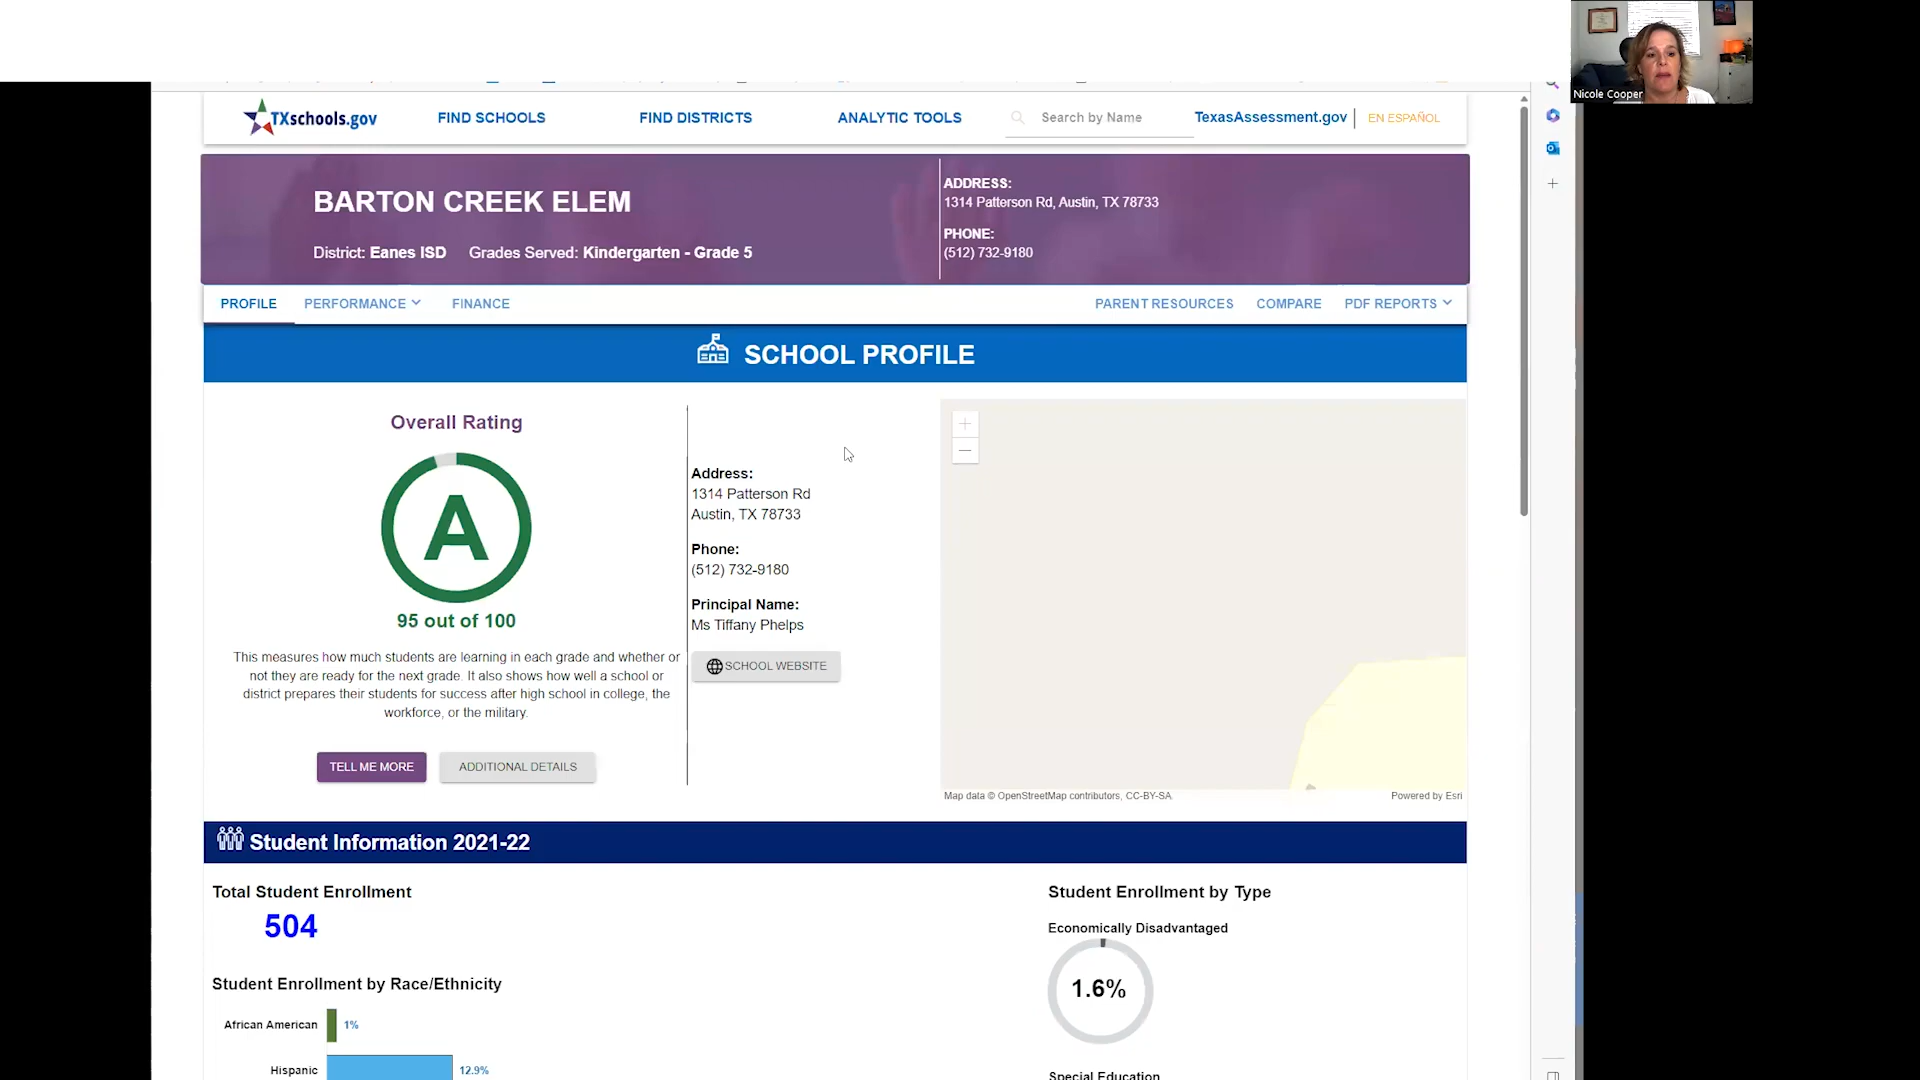 Nicole Cooper
TXschools.gov
FIND SCHOOLS
FIND DISTRICTS
ANALYTIC TOOLS
Search by Name
TexasAssessment.gov
EN ESPAÑOL
BARTON CREEK ELEM
District: Eanes ISD
Grades Served: Kindergarten - Grade 5
ADDRESS:
1314 Patterson Rd, Austin, TX 78733
PHONE:
(512) 732-9180
PROFILE
PERFORMANCE
FINANCE
PARENT RESOURCES
COMPARE
PDF REPORTS
SCHOOL PROFILE
Overall Rating
A
95 out of 100
This measures how much students are learning in each grade and whether or
not they are ready for the next grade. It also shows how well a school or
district prepares their students for success after high school in college, the
workforce, or the military.
TELL ME MORE
ADDITIONAL DETAILS
Address:
1314 Patterson Rd
Austin, TX 78733
Phone:
(512) 732-9180
Principal Name:
Ms Tiffany Phelps
SCHOOL WEBSITE
Map data © OpenStreetMap contributors, CC-BY-SA
Powered by Esri
Student Information 2021-22
Total Student Enrollment
504
Student Enrollment by Race/Ethnicity
African American
1%
Hispanic
12.9%
Student Enrollment by Type
Economically Disadvantaged
1.6%
Special Education